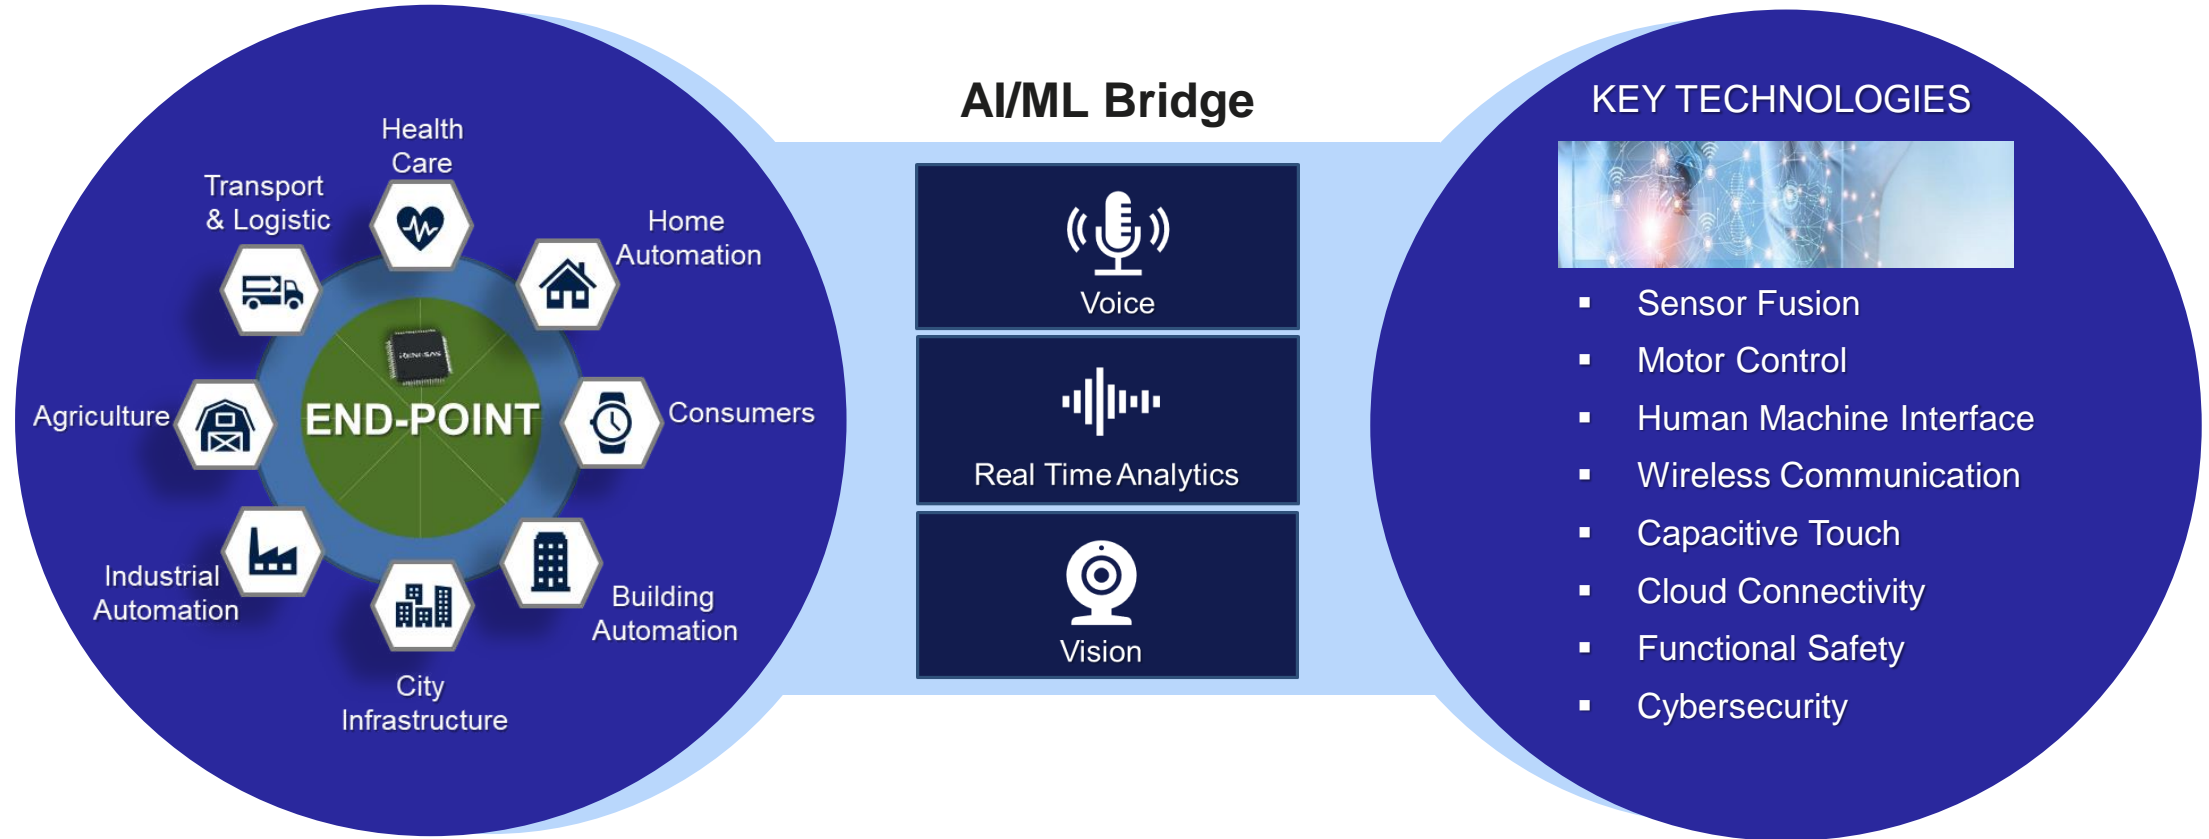 AI/ML Bridge
Health
Care
Transport
& Logistic
Home
Automation
Agriculture
RENESAS
END-POINT
Consumers
Industrial
Automation
Building
Automation
City
Infrastructure
Voice
Real Time Analytics
Vision
KEY TECHNOLOGIES
▪ Sensor Fusion
▪ Motor Control
▪ Human Machine Interface
▪ Wireless Communication
▪ Capacitive Touch
▪ Cloud Connectivity
▪ Functional Safety
▪ Cybersecurity